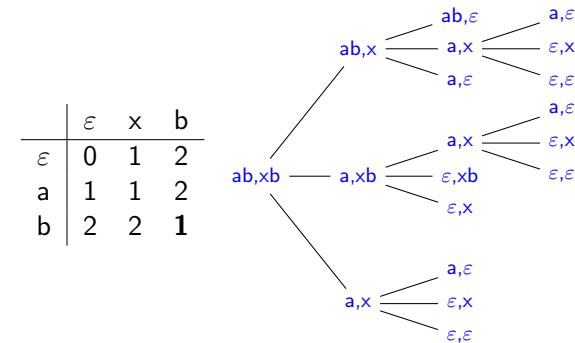 ε x b
ε 0 1 2
a 1 1 2
b 2 2 1
ab,xb
ab,x
ab,ε
a,x
a,ε
a,ε
ε,x
ε,ε
a,xb
a,x
ε,xb
ε,x
a,ε
ε,x
ε,ε
a,x
a,ε
ε,x
ε,ε